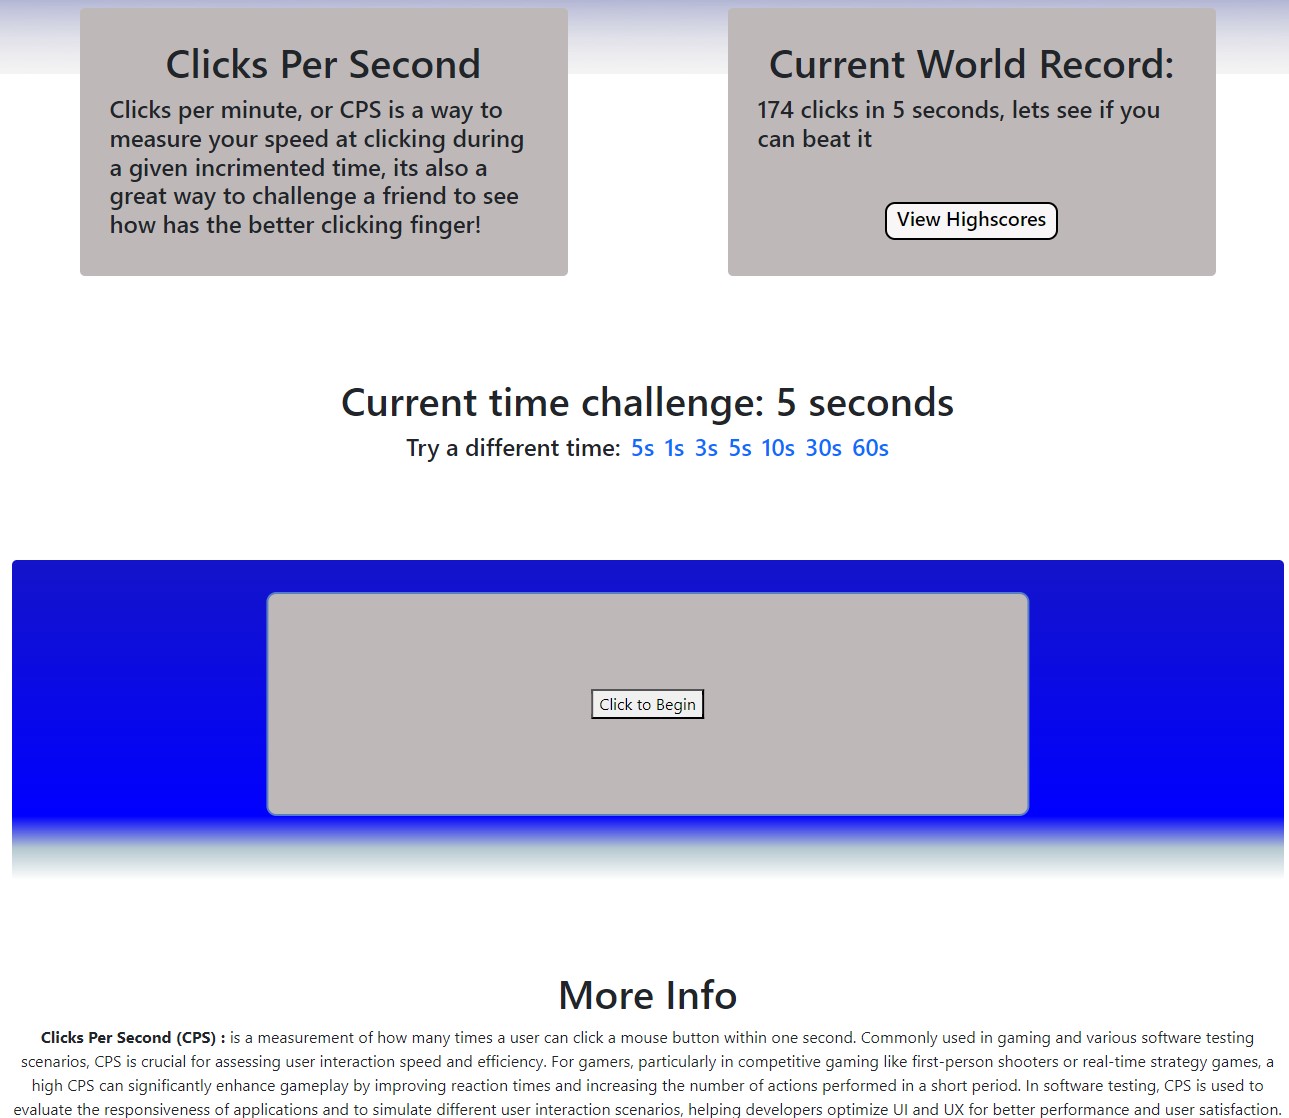 Clicks Per Second
Clicks per minute, or CPS is a way to
measure your speed at clicking during
a given incrimented time, its also a
great way to challenge a friend to see
how has the better clicking finger!
Current World Record:
174 clicks in 5 seconds, lets see if you
can beat it
View Highscores
Current time challenge: 5 seconds
Try a different time: 5s 1s 3s 5s 10s 30s 60s
Click to Begin
More Info
Clicks Per Second (CPS) : is a measurement of how many times a user can click a mouse button within one second. Commonly used in gaming and various software testing
scenarios, CPS is crucial for assessing user interaction speed and efficiency. For gamers, particularly in competitive gaming like first-person shooters or real-time strategy games, a
high CPS can significantly enhance gameplay by improving reaction times and increasing the number of actions performed in a short period. In software testing, CPS is used to
evaluate the responsiveness of applications and to simulate different user interaction scenarios, helping developers optimize UI and UX for better performance and user satisfaction.